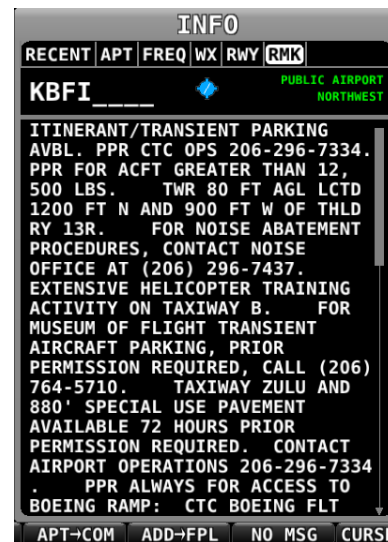 INFO
RECENT APT FREQ WX RWY RMK
KBFI____
PUBLIC AIRPORT
NORTHWEST
ITINERANT/TRANSIENT PARKING
AVBL. PPR CTC OPS 206-296-7334.
PPR FOR ACFT GREATER THAN 12,
500 LBS. TWR 80 FT AGL LCTD
1200 FT N AND 900 FT W OF THLD
RY 13R. FOR NOISE ABATEMENT
PROCEDURES, CONTACT NOISE
OFFICE AT (206) 296-7437.
EXTENSIVE HELICOPTER TRAINING
ACTIVITY ON TAXIWAY B. FOR
MUSEUM OF FLIGHT TRANSIENT
AIRCRAFT PARKING, PRIOR
PERMISSION REQUIRED, CALL (206)
764-5710. TAXIWAY ZULU AND
880' SPECIAL USE PAVEMENT
AVAILABLE 72 HOURS PRIOR
PERMISSION REQUIRED. CONTACT
AIRPORT OPERATIONS 206-296-7334
. PPR ALWAYS FOR ACCESS TO
BOEING RAMP: CTC BOEING FLT
APT→COM ADD→FPL NO MSG CURS